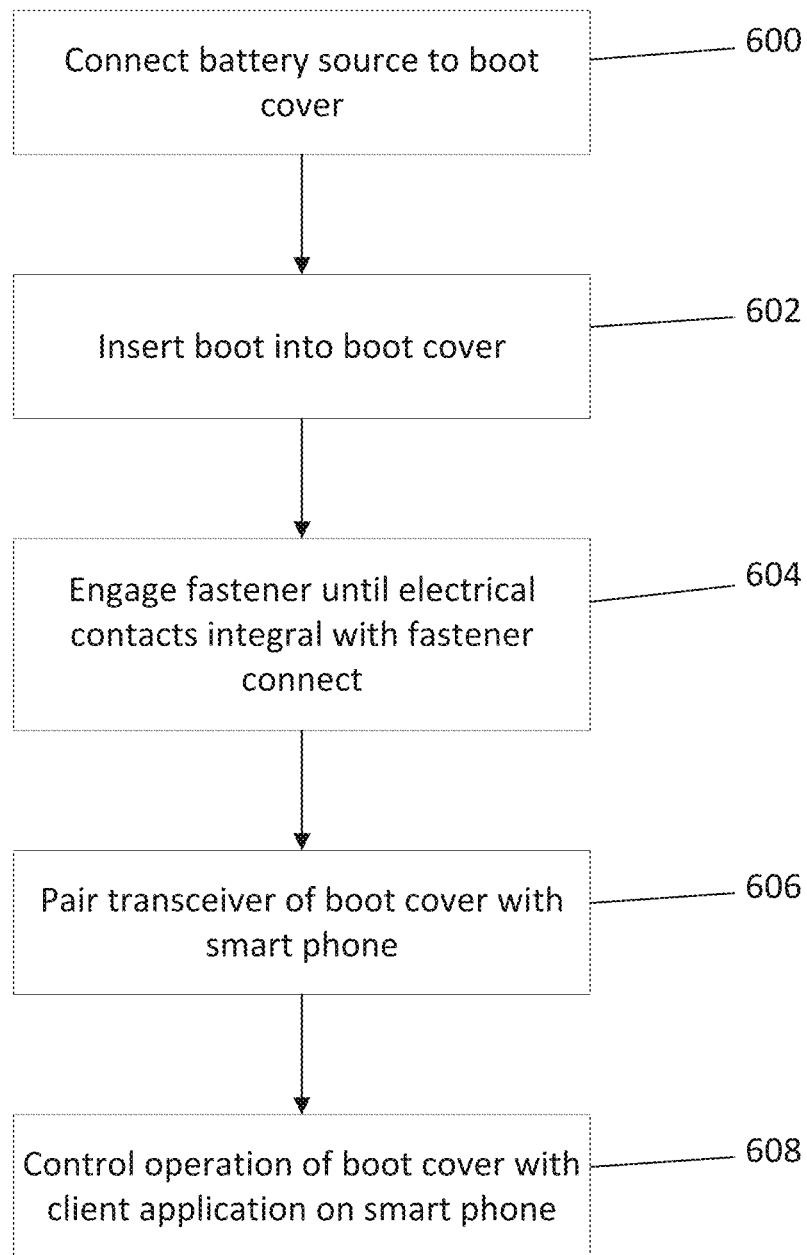 Connect battery source to boot
cover
600
Insert boot into boot cover
602
Engage fastener until electrical
contacts integral with fastener
connect
604
Pair transceiver of boot cover with
smart phone
606
Control operation of boot cover with
client application on smart phone
608